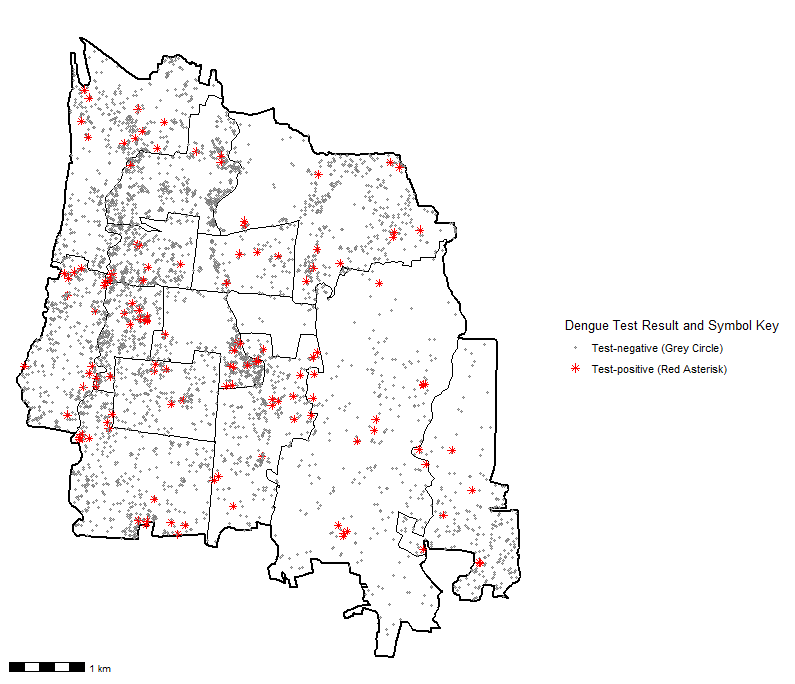 Dengue Test Result and Symbol Key
Test-negative (Grey Circle)
Test-positive (Red Asterisk)
1 km